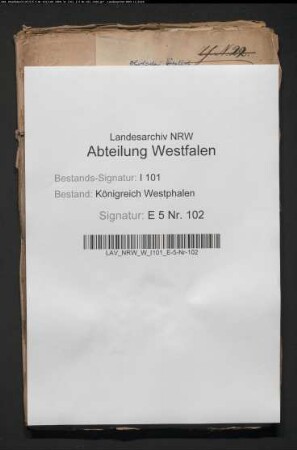 Landesarchiv NRW
Abteilung Westfalen
Bestands-Signatur: I 101
Bestand: Königreich Westphalen
Signatur: E 5 Nr. 102
LAV_NRW_W_I101_E-5-Nr-102